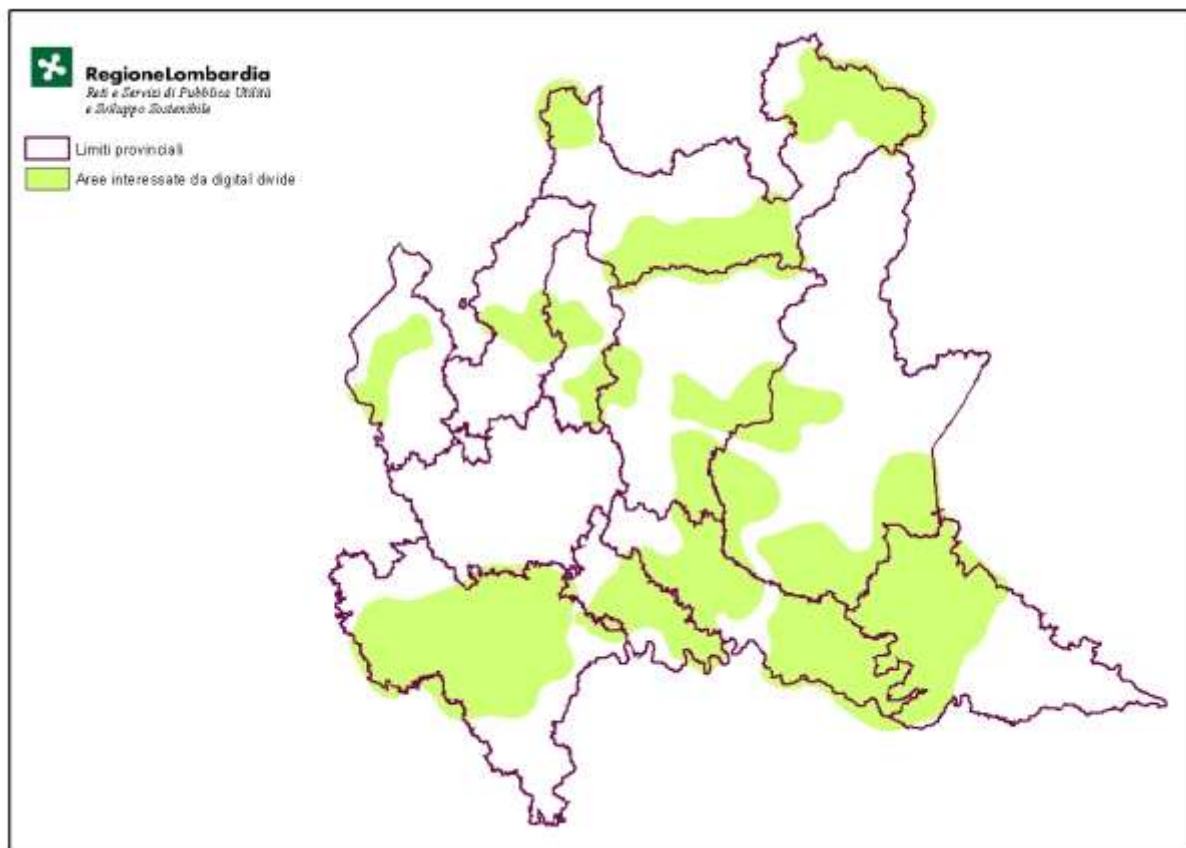 RegioneLombardia
Reti e Servizi di Pubblica Utilità
e Sviluppo Sostenibile
Limiti provinciali
Aree interessate da digital divide